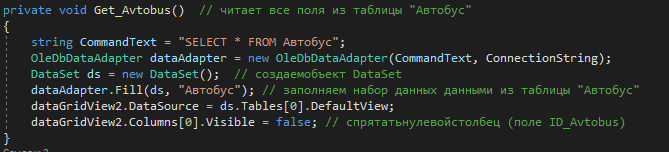 private void Get_Avtobus()  // читает все поля из таблицы "Автобус"
{
    string CommandText = "SELECT * FROM Автобус";
    OleDbDataAdapter dataAdapter = new OleDbDataAdapter(CommandText, ConnectionString);
    DataSet ds = new DataSet();  // создаемобъект DataSet
    dataAdapter.Fill(ds, "Автобус"); // заполняем набор данных данными из таблицы "Автобус"
    dataGridView2.DataSource = ds.Tables[0].DefaultView;
    dataGridView2.Columns[0].Visible = false; // спрятатьнулевойстолбец (поле ID_Avtobus)
}